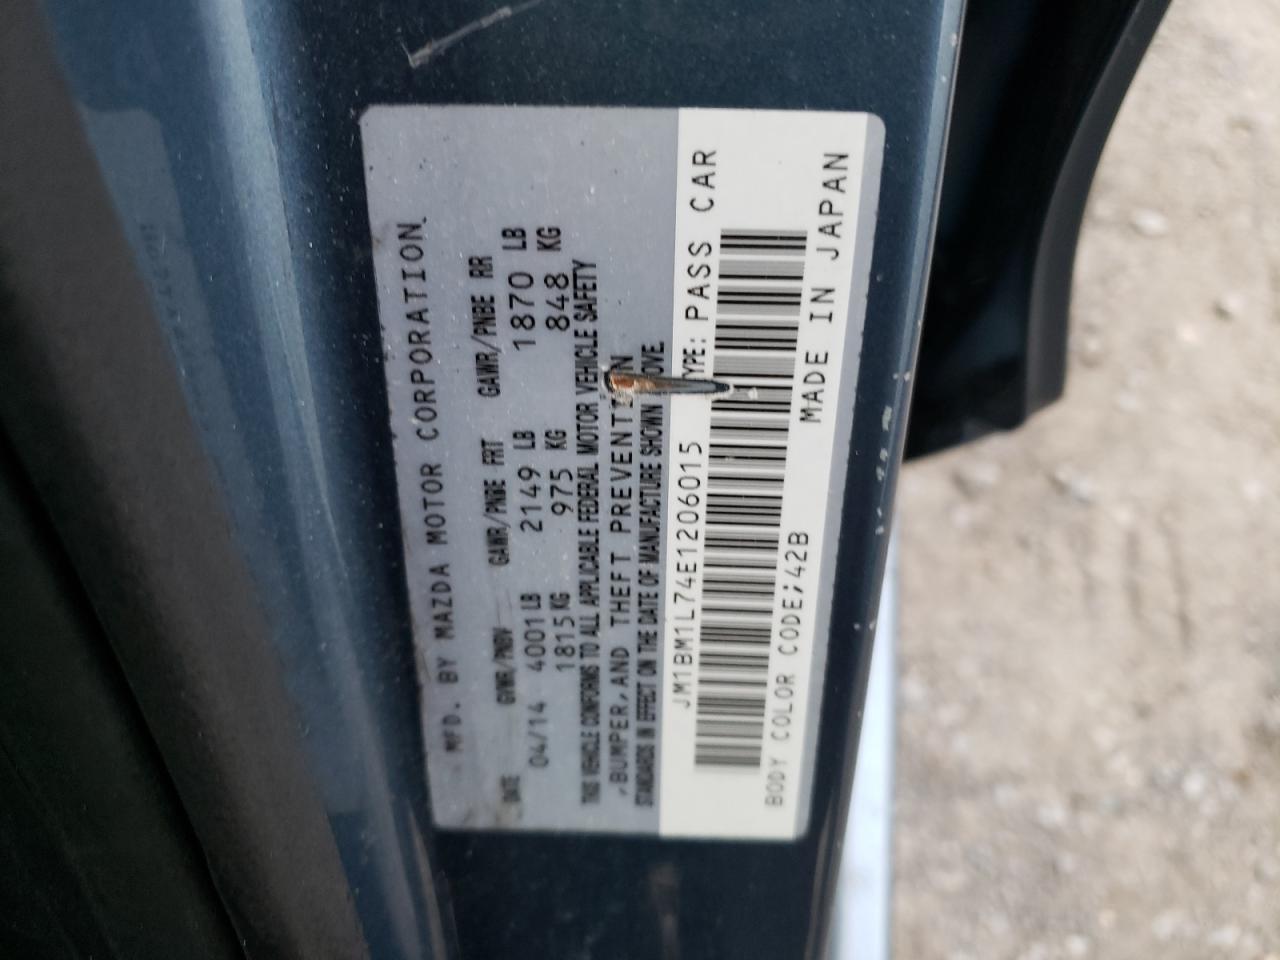 MFD. BY MAZDA MOTOR CORPORATION
DATE GVWR/PNBV GAWR/PNBE FRT GAWR/PNBE RR
04/14 4001 LB 2149 LB 1870 LB
1815 KG 975 KG 848 KG
THIS VEHICLE CONFORMS TO ALL APPLICABLE FEDERAL MOTOR VEHICLE SAFETY
,BUMPER,AND THEFT
STANDARDS IN EFFECT ON THE DATE OF MANUFACTURE SHOWN
JM1BM1L74E1206015 PASS CAR
BODY COLOR CODE;42B MADE IN JAPAN